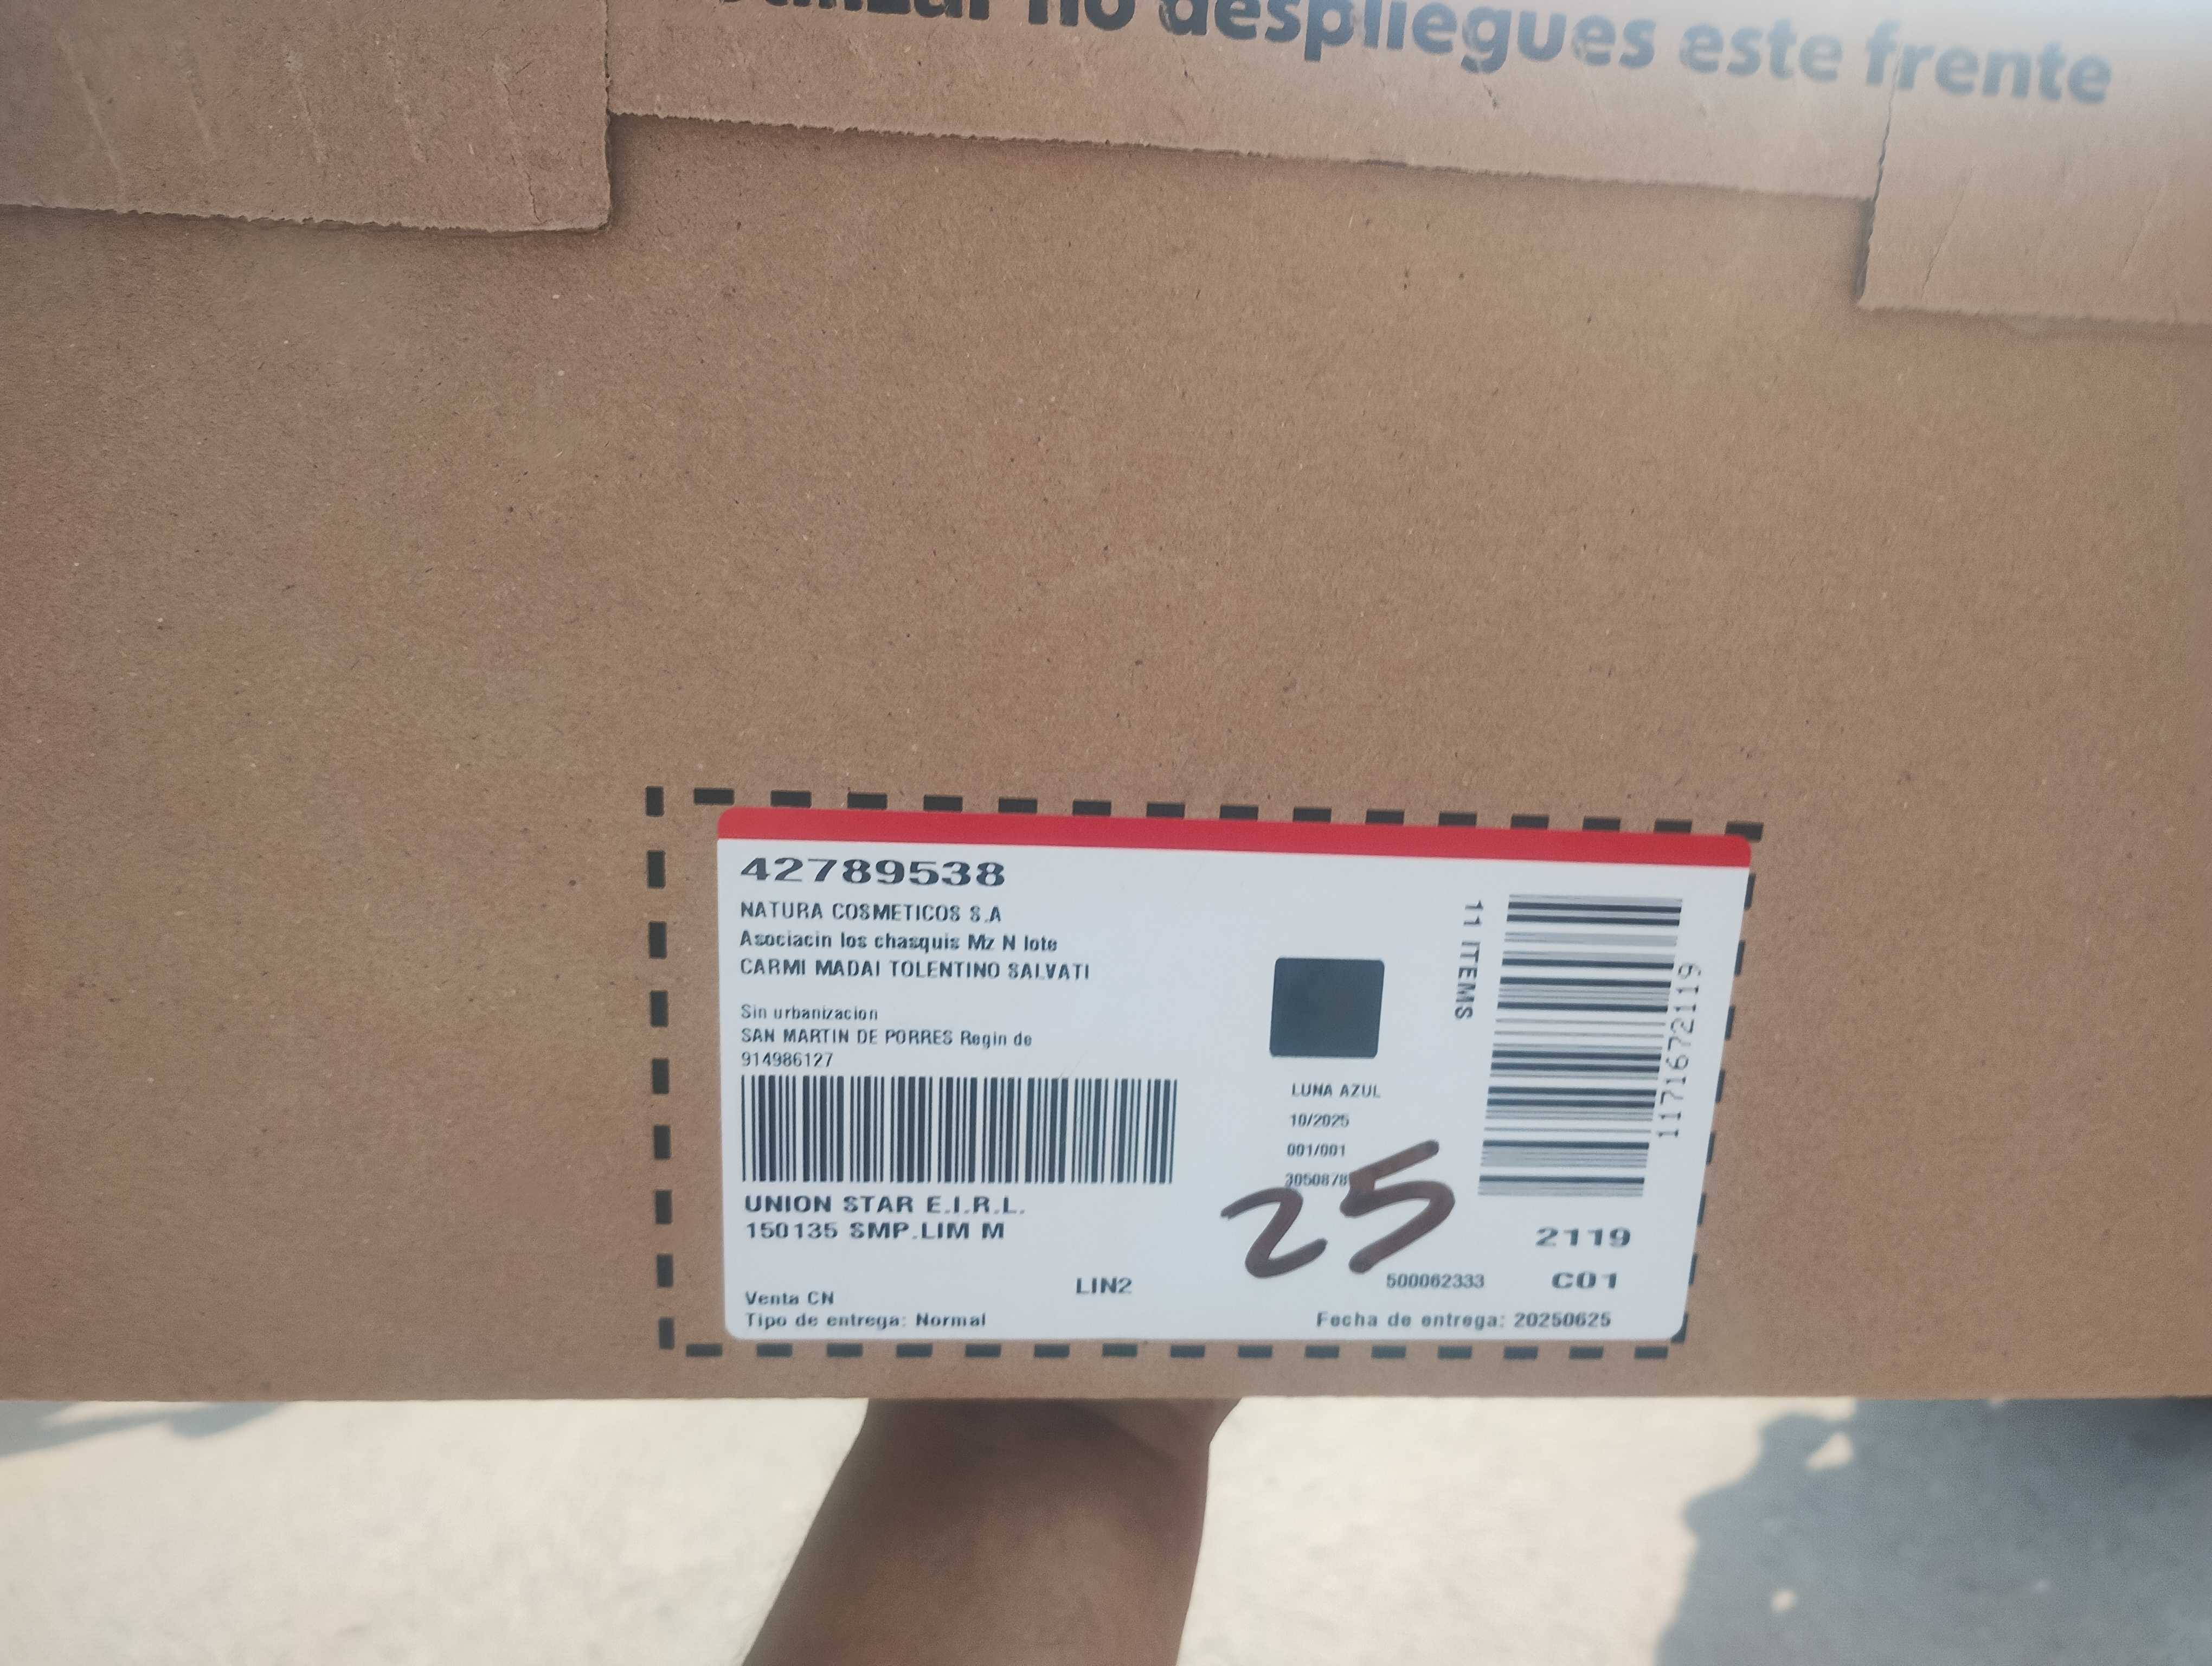 no despliegues este frente
42789538
NATURA COSMETICOS S.A
Asociacin los chasquis Mz N lote
CARMI MADAI TOLENTINO SALVATI
Sin urbanizacion
SAN MARTIN DE PORRES Regin de
914986127
UNION STAR E.I.R.L.
150135 SMP.LIM M
LIN2
Venta CN
Tipo de entrega: Normal
LUNA AZUL
10/2025
001/001
25
500062333
11 ITEMS
1171672119
2119
C01
Fecha de entrega: 20250625